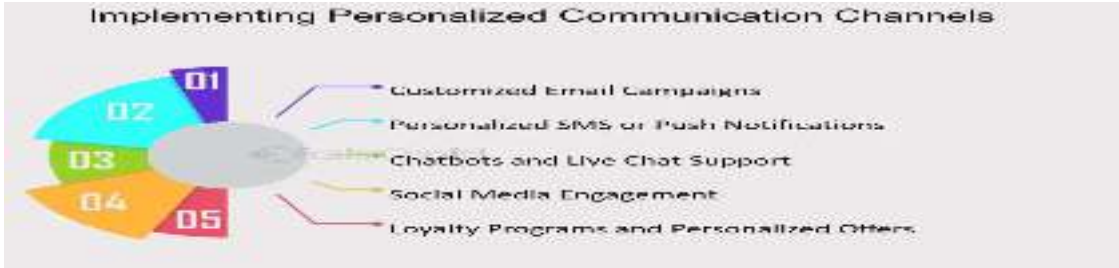 Implementing Personalized Communication Channels
01
Customized Email Campaigns
02
Personalized SMS or Push Notifications
03
Chatbots and Live Chat Support
04
Social Media Engagement
05
Loyalty Programs and Personalized Offers